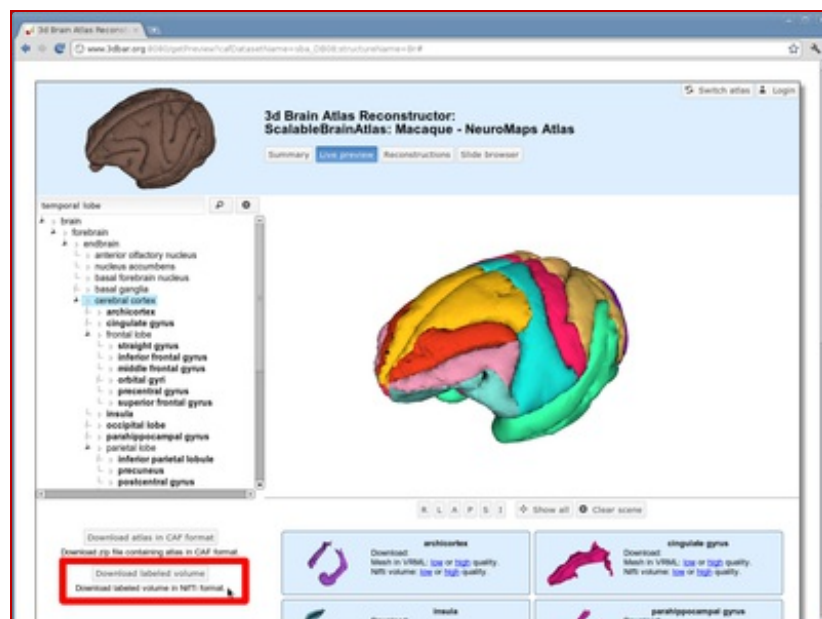 3d Brain Atlas Reconstr
www.3dbar.org:8080/getPreview?cafDatasetName=sba_DB08;structureName=Br#
Switch atlas
Login
3d Brain Atlas Reconstructor:
ScalableBrainAtlas: Macaque - NeuroMaps Atlas
Summary
Live preview
Reconstructions
Slide browser
temporal lobe
brain
forebrain
endbrain
anterior olfactory nucleus
nucleus accumbens
basal forebrain nucleus
basal ganglia
cerebral cortex
archicortex
cingulate gyrus
frontal lobe
straight gyrus
inferior frontal gyrus
middle frontal gyrus
orbital gyri
precentral gyrus
superior frontal gyrus
insula
occipital lobe
parahippocampal gyrus
parietal lobe
inferior parietal lobule
precuneus
postcentral gyrus
R L A P S I
Show all
Clear scene
Download atlas in CAF format
Download zip file containing atlas in CAF format.
Download labeled volume
Download labeled volume in NIfTI format.
archicortex
Download:
Mesh in VRML: low or high quality.
Nifti volume: low or high quality.
cingulate gyrus
Download:
Mesh in VRML: low or high quality.
Nifti volume: low or high quality.
insula
parahippocampal gyrus